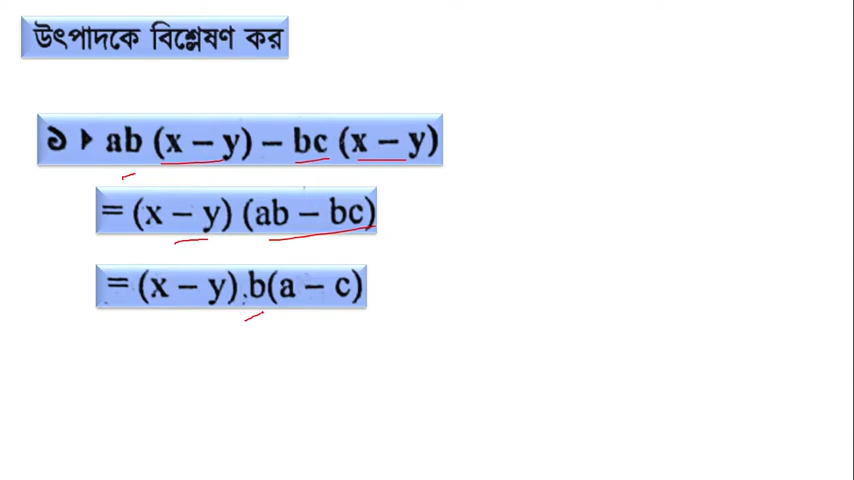 উৎপাদকে বিশ্লেষণ কর
১ ▶ ab (x – y) – bc (x – y)
= (x – y) (ab – bc)
= (x – y) b(a – c)